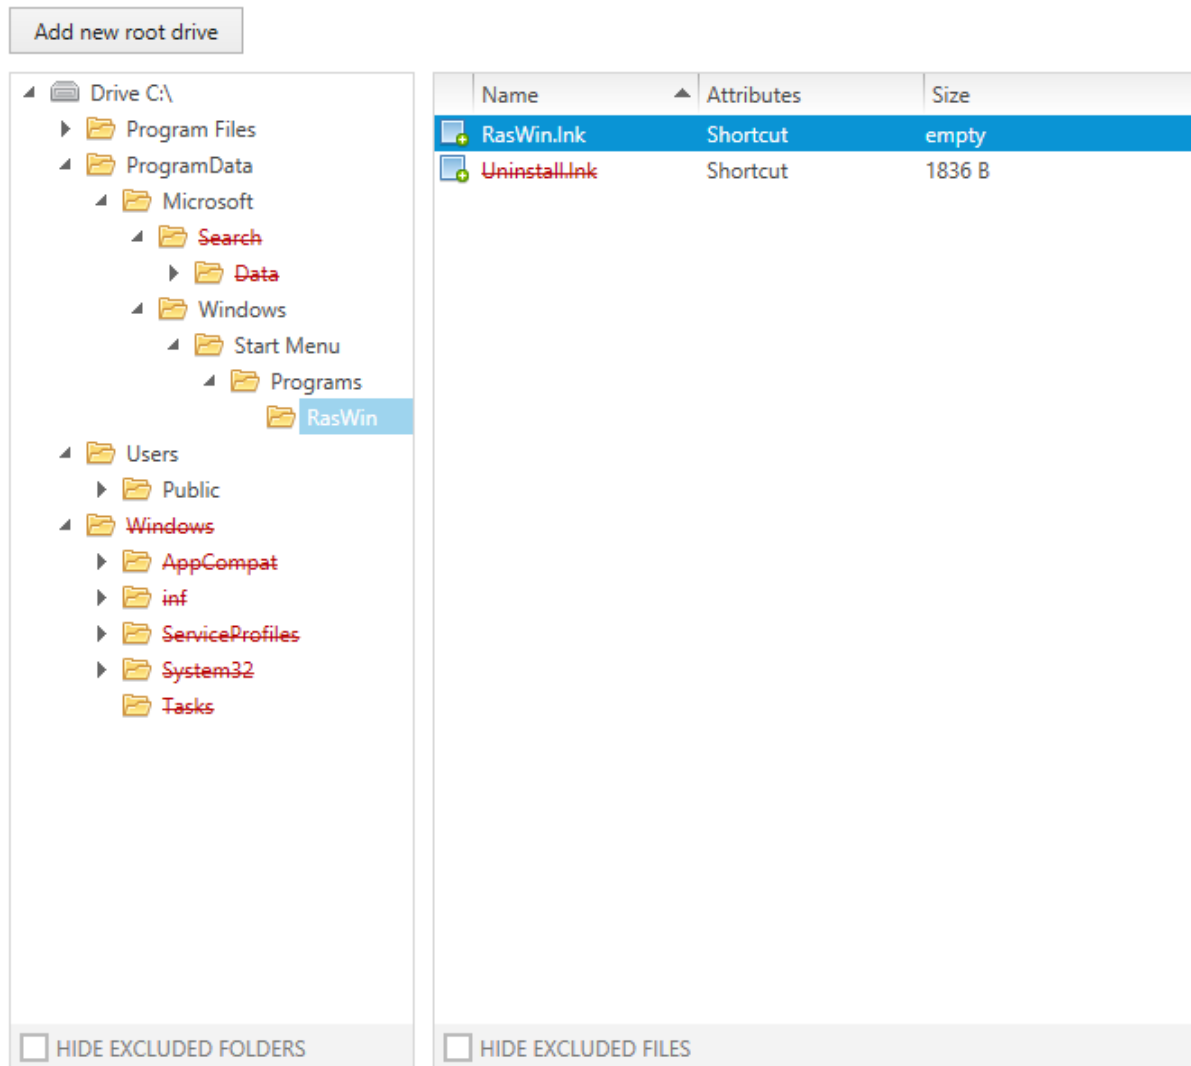 Add new root drive
Drive C:\
Program Files
ProgramData
Microsoft
Search
Data
Windows
Start Menu
Programs
RasWin
Users
Public
Windows
AppCompat
inf
ServiceProfiles
System32
Tasks
HIDE EXCLUDED FOLDERS
Name Attributes Size
RasWin.lnk Shortcut empty
Uninstall.lnk Shortcut 1836 B
HIDE EXCLUDED FILES